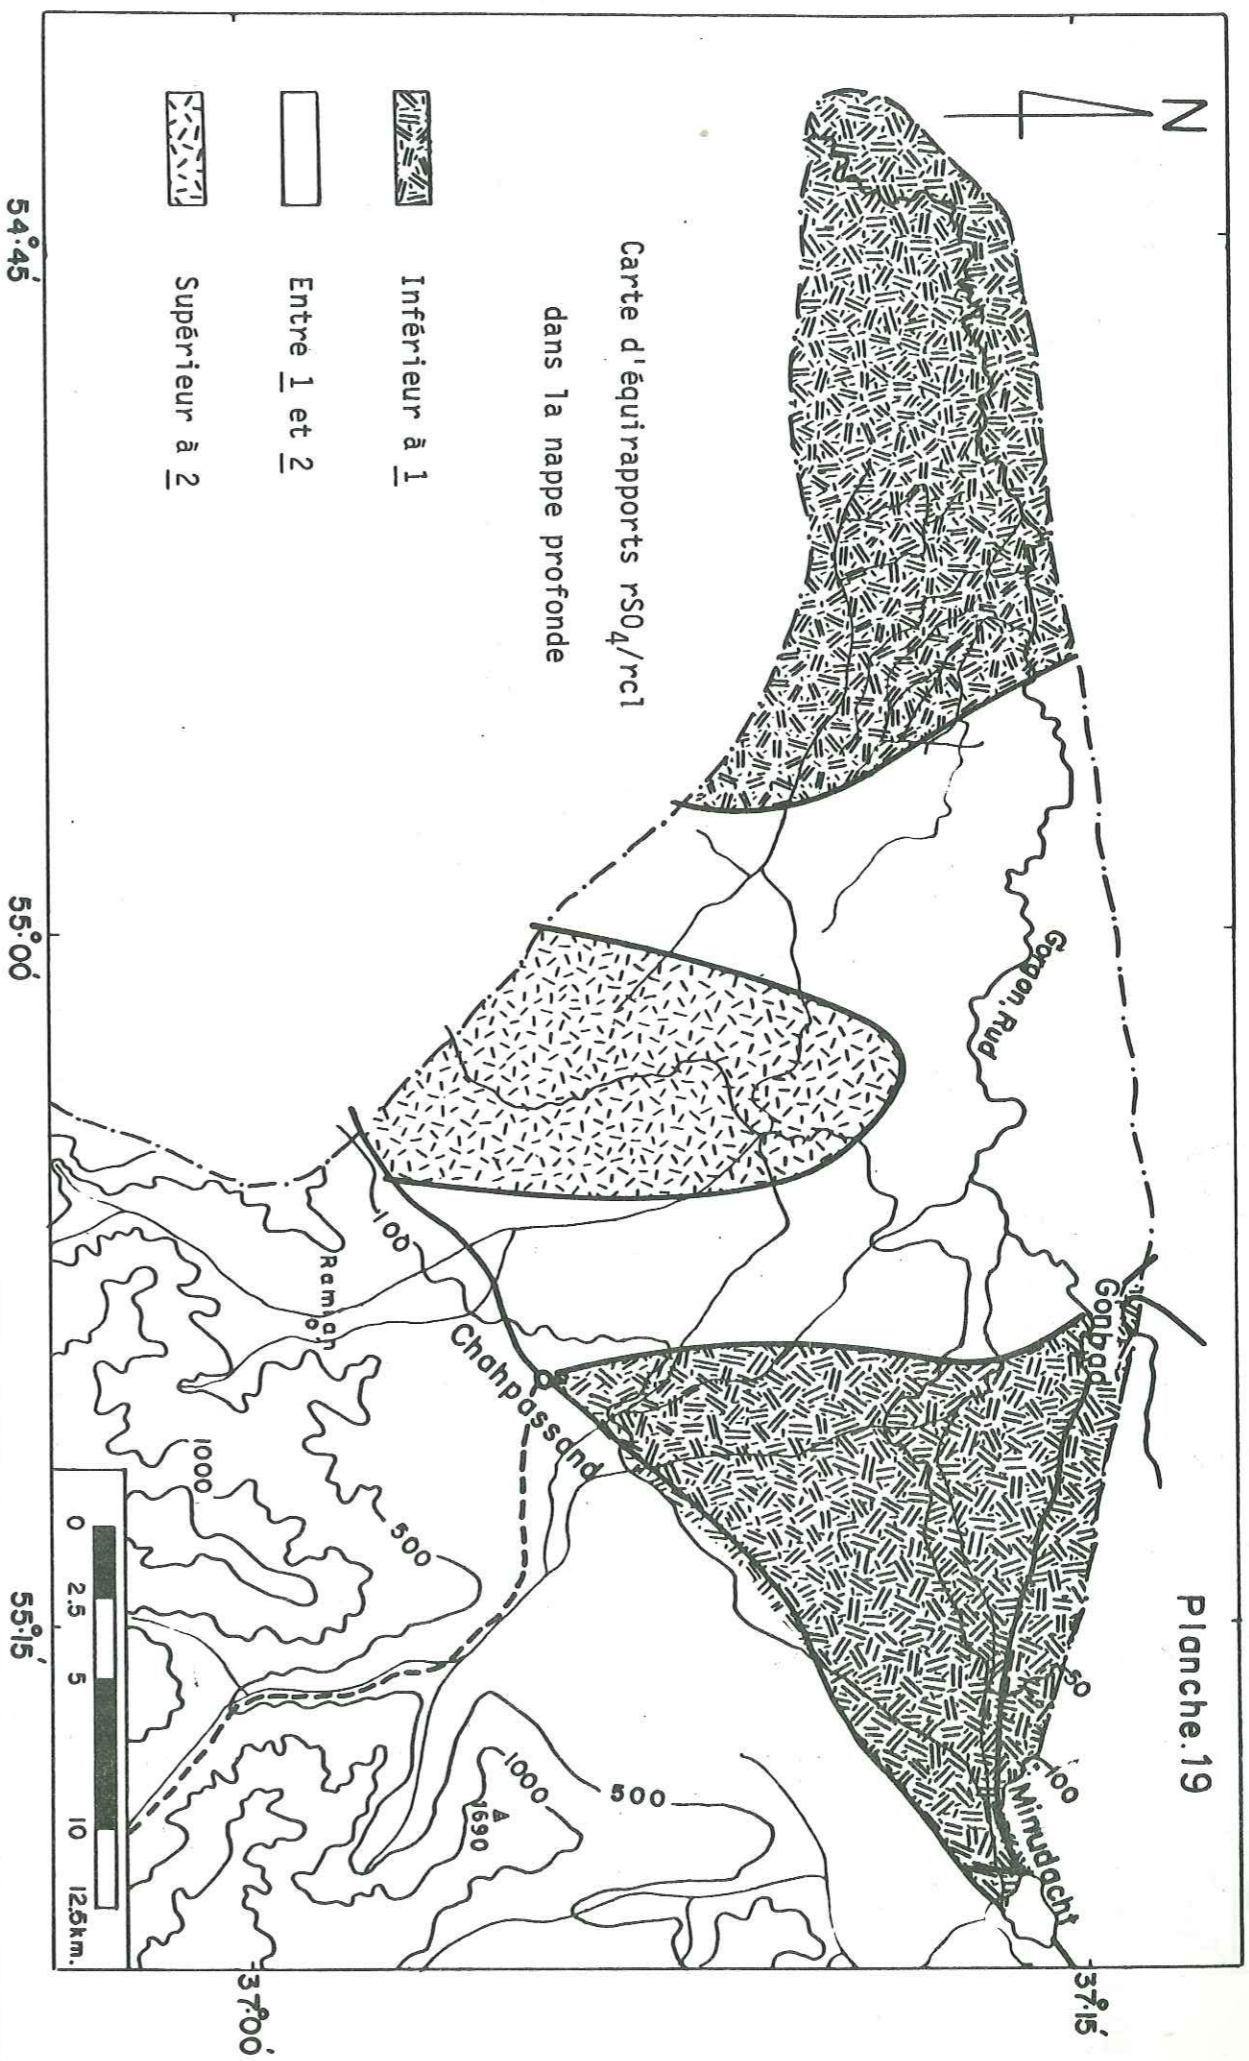 Planche.19
N
Carte d'équirapports rSO4/rcl
dans la nappe profonde
Inférieur à 1
Entre 1 et 2
Supérieur à 2
Gorgan.Rud
Gonbad
50
100
Minudacht
Chahpassand
100
Ramian
1000
500
500
1000
1690
0 2.5 5 10 12.5km.
54°45'
55°00'
55°15'
37°00'
37°15'